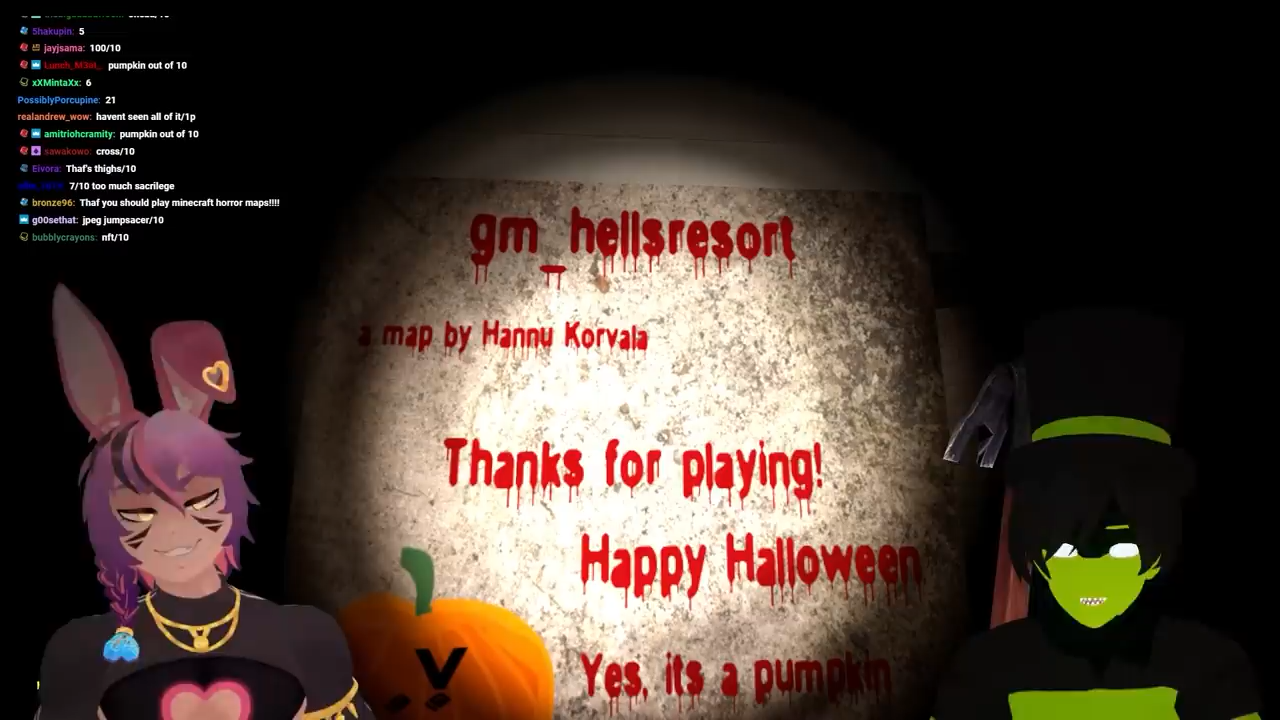 5hakupin: 5
jayjsama: 100/10
pumpkin out of 10
xXMintaXx: 6
PossiblyPorcupine: 21
realandrew_wow: havent seen all of it/1p
amitriohcramity: pumpkin out of 10
sawakowo: cross/10
Eivora: Thaf's thighs/10
7/10 too much sacrilege
bronze96: Thaf you should play minecraft horror maps!!!!
g00sethat: jpeg jumpsacer/10
bubblycrayons: nft/10
gm_hellsresort
a map by Hannu Korvala
Thanks for playing!
Happy Halloween
Yes, its a pumpkin